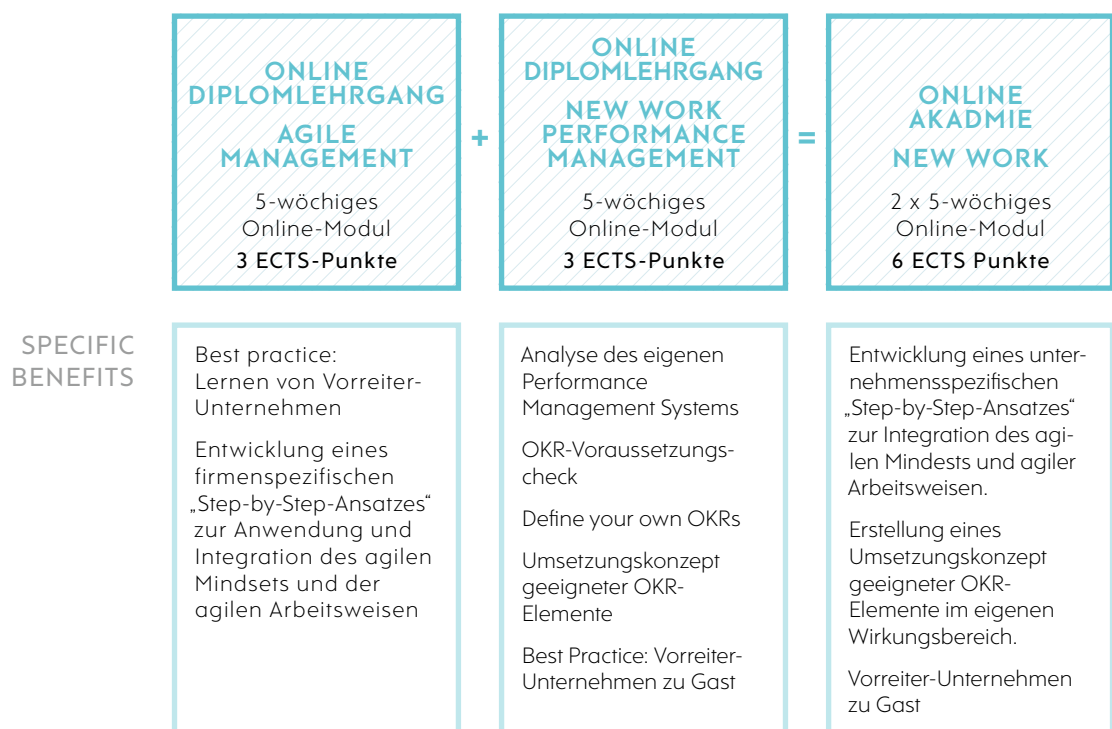 ONLINE
DIPLOMLEHRGANG
AGILE
MANAGEMENT
5-wöchiges
Online-Modul
3 ECTS-Punkte
+
ONLINE
DIPLOMLEHRGANG
NEW WORK
PERFORMANCE
MANAGEMENT
5-wöchiges
Online-Modul
3 ECTS-Punkte
=
ONLINE
AKADMIE
NEW WORK
2 x 5-wöchiges
Online-Modul
6 ECTS Punkte
SPECIFIC
BENEFITS
Best practice:
Lernen von Vorreiter-
Unternehmen
Entwicklung eines
firmenspezifischen
„Step-by-Step-Ansatzes“
zur Anwendung und
Integration des agilen
Mindsets und der
agilen Arbeitsweisen
Analyse des eigenen
Performance
Management Systems
OKR-Voraussetzungs-
check
Define your own OKRs
Umsetzungskonzept
geeigneter OKR-
Elemente
Best Practice: Vorreiter-
Unternehmen zu Gast
Entwicklung eines unter-
nehmensspezifischen
„Step-by-Step-Ansatzes“
zur Integration des agi-
len Mindests und agiler
Arbeitsweisen.
Erstellung eines
Umsetzungskonzept
geeigneter OKR-
Elemente im eigenen
Wirkungsbereich.
Vorreiter-Unternehmen
zu Gast